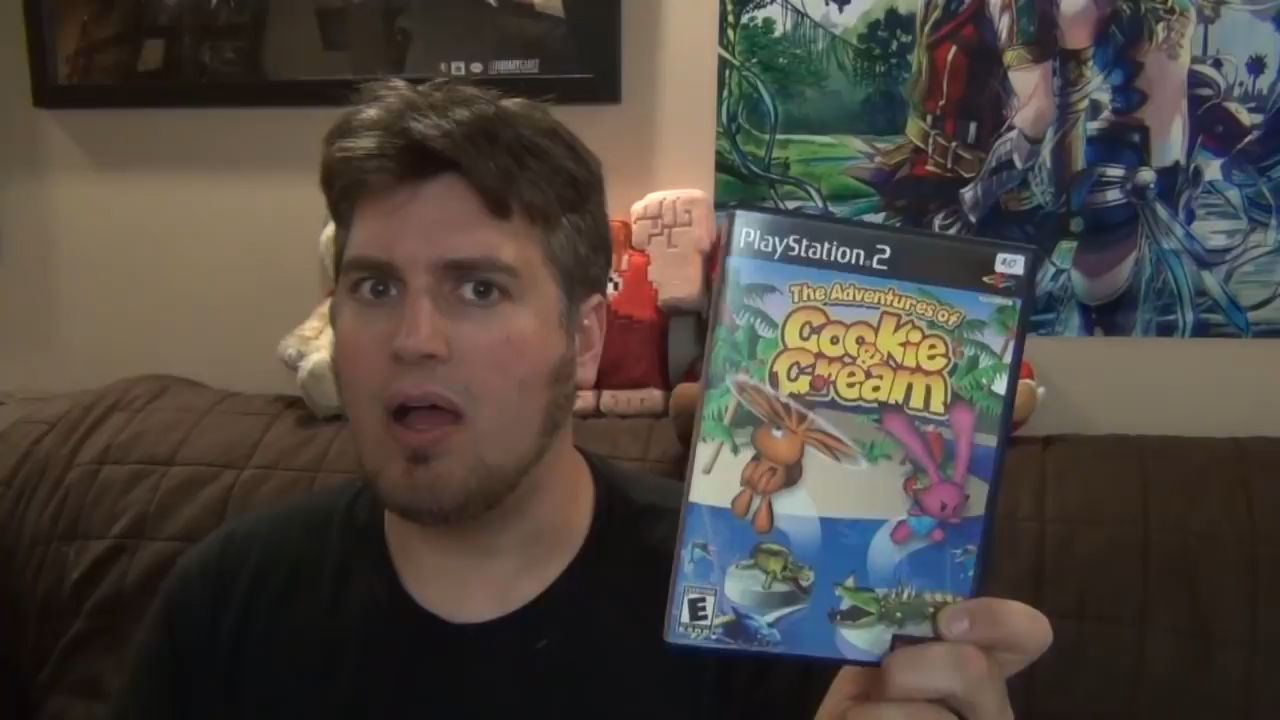 PlayStation.2
The Adventures of
Cookie
&
Cream
E